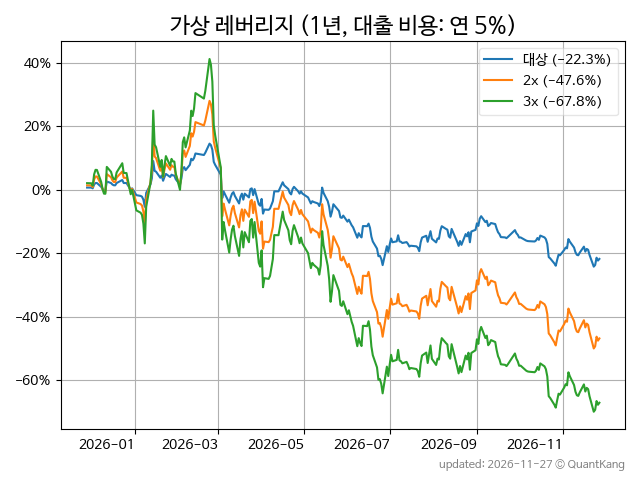 가상 레버리지 (1년, 대출 비용: 연 5%)
대상 (−22.3%)
2x (−47.6%)
3x (−67.8%)
40%
20%
0%
−20%
−40%
−60%
2026-01 2026-03 2026-05 2026-07 2026-09 2026-11
updated: 2026-11-27 © QuantKang